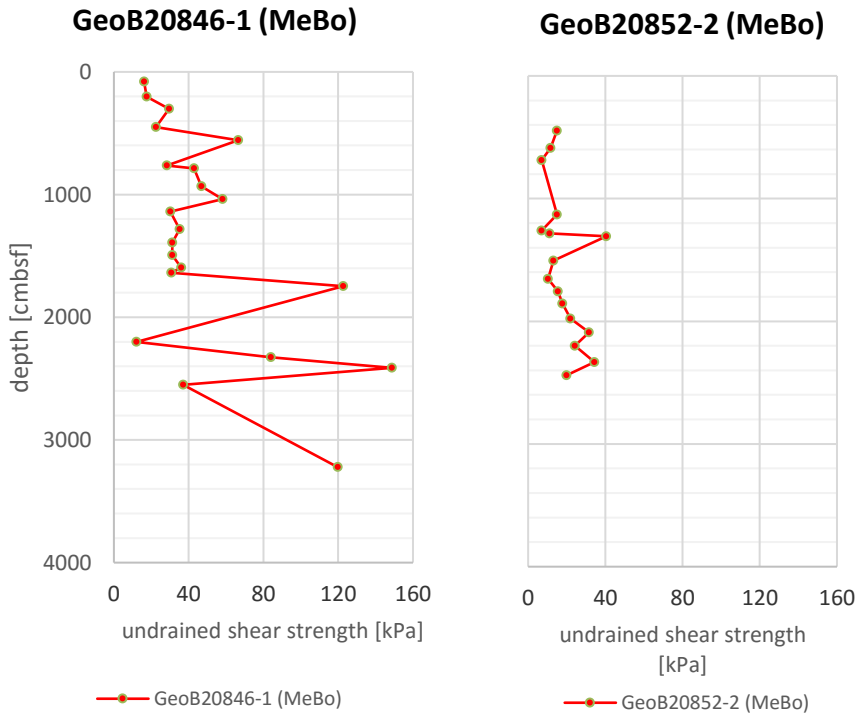 GeoB20846-1 (MeBo)
0
1000
2000
3000
4000
depth [cmbsf]
0 40 80 120 160
undrained shear strength [kPa]
GeoB20846-1 (MeBo)
GeoB20852-2 (MeBo)
0 40 80 120 160
undrained shear strength
[kPa]
GeoB20852-2 (MeBo)